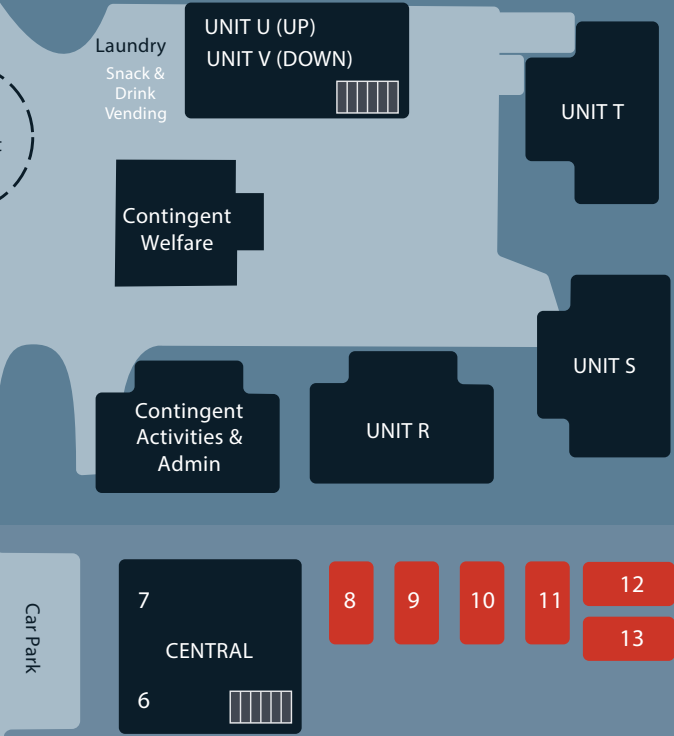 UNIT U (UP)
UNIT V (DOWN)
Laundry
Snack &
Drink
Vending
UNIT T
Contingent
Welfare
UNIT S
Contingent
Activities &
Admin
UNIT R
Car Park
7
CENTRAL
6
8
9
10
11
12
13